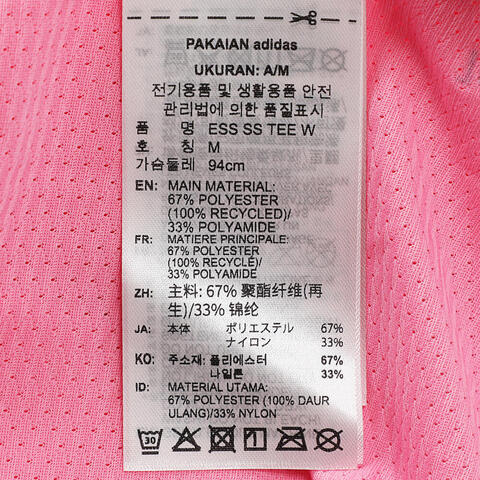 PAKAIAN adidas
UKURAN: A/M
전기용품 및 생활용품 안전
관리법에 의한 품질표시
품 명 ESS SS TEE W
호 칭 M
가슴둘레 94cm
EN: MAIN MATERIAL:
67% POLYESTER
(100% RECYCLED)/
33% POLYAMIDE
FR: MATIERE PRINCIPALE:
67% POLYESTER
(100% RECYCLE)/
33% POLYAMIDE
ZH: 主料: 67% 聚酯纤维(再
生)/33% 锦纶
JA: 本体 ポリエステル 67%
ナイロン 33%
KO: 주소재: 폴리에스터 67%
나일론 33%
ID: MATERIAL UTAMA:
67% POLYESTER (100% DAUR
ULANG)/33% NYLON
30